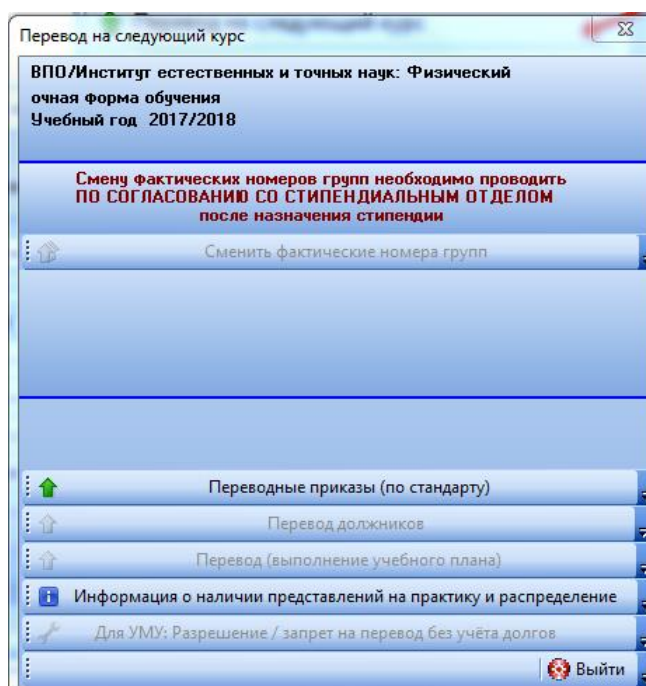 Перевод на следующий курс
ВПО/Институт естественных и точных наук: Физический
очная форма обучения
Учебный год 2017/2018
Смену фактических номеров групп необходимо проводить
ПО СОГЛАСОВАНИЮ СО СТИПЕНДИАЛЬНЫМ ОТДЕЛОМ
после назначения стипендии
Сменить фактические номера групп
Переводные приказы (по стандарту)
Перевод должников
Перевод (выполнение учебного плана)
Информация о наличии представлений на практику и распределение
Для УМУ: Разрешение / запрет на перевод без учёта долгов
Выйти